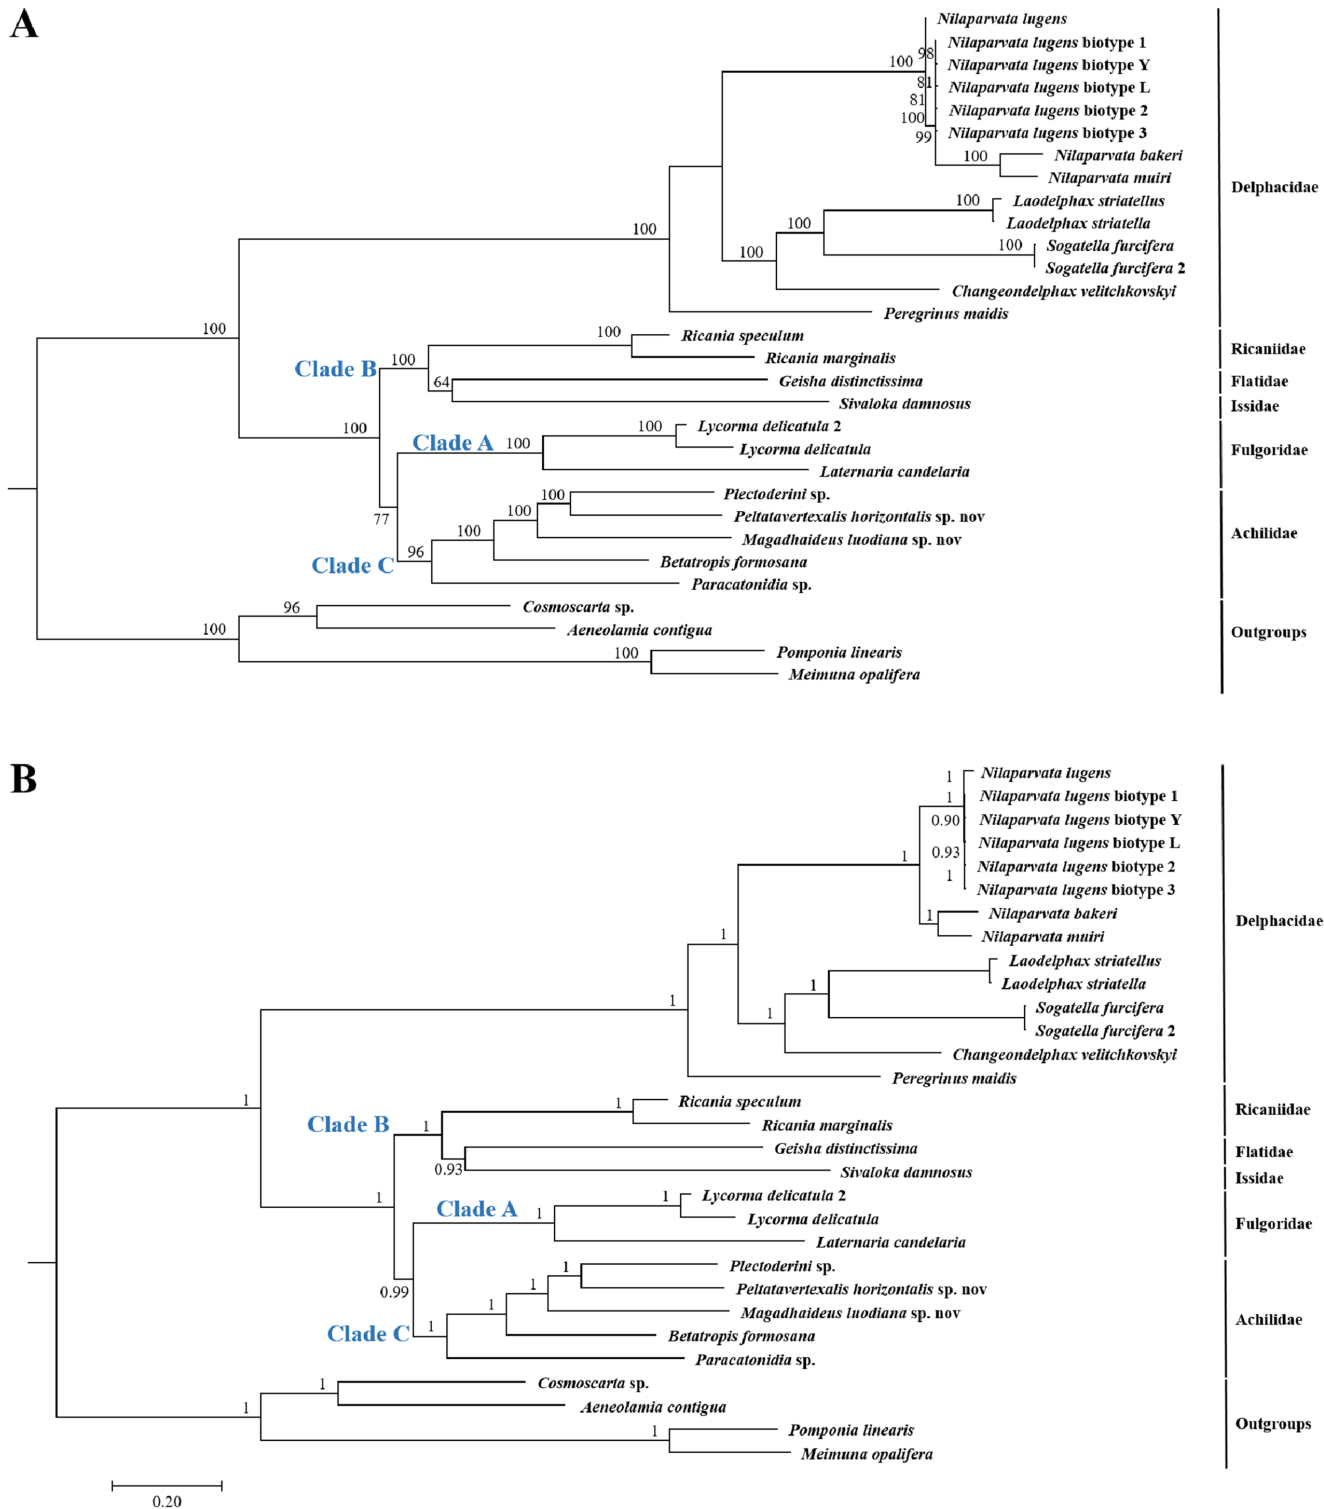 A
Nilaparvata lugens
Nilaparvata lugens biotype 1
98
100
Nilaparvata lugens biotype Y
81
Nilaparvata lugens biotype L
81
Nilaparvata lugens biotype 2
100
99
Nilaparvata lugens biotype 3
100
Nilaparvata bakeri
Nilaparvata muiri
Delphacidae
100
Laodelphax striatellus
Laodelphax striatella
100
100
100
Sogatella furcifera
100
Sogatella furcifera 2
Changeondelphax velitchkovskyi
Peregrinus maidis
100
100
Ricania speculum
Ricaniidae
Clade B
100
Ricania marginalis
64
Geisha distinctissima
Flatidae
Sivaloka damnosus
Issidae
100
Clade A
100
100
Lycorma delicatula 2
Lycorma delicatula
Fulgoridae
Laternaria candelaria
77
100
Plectoderini sp.
100
Peltatavertexalis horizontalis sp. nov
100
Magadhaideus luodiana sp. nov
Achilidae
Clade C
96
Betatropis formosana
Paracatonidia sp.
96
Cosmoscarta sp.
100
Aeneolamia contigua
Outgroups
100
Pomponia linearis
Meimuna opalifera
B
1
Nilaparvata lugens
1
Nilaparvata lugens biotype 1
0.90
Nilaparvata lugens biotype Y
Nilaparvata lugens biotype L
1
0.93
Nilaparvata lugens biotype 2
1
Nilaparvata lugens biotype 3
1
Nilaparvata bakeri
Delphacidae
1
Nilaparvata muiri
Laodelphax striatellus
1
Laodelphax striatella
1
1
Sogatella furcifera
Sogatella furcifera 2
Changeondelphax velitchkovskyi
Peregrinus maidis
1
1
Ricania speculum
Ricaniidae
Clade B
1
Ricania marginalis
Geisha distinctissima
Flatidae
0.93
Sivaloka damnosus
Issidae
1
Clade A
1
1
Lycorma delicatula 2
Lycorma delicatula
Fulgoridae
Laternaria candelaria
0.99
1
Plectoderini sp.
1
Peltatavertexalis horizontalis sp. nov
1
Magadhaideus luodiana sp. nov
Achilidae
Clade C
1
Betatropis formosana
Paracatonidia sp.
1
Cosmoscarta sp.
1
Aeneolamia contigua
Outgroups
1
Pomponia linearis
Meimuna opalifera
0.20